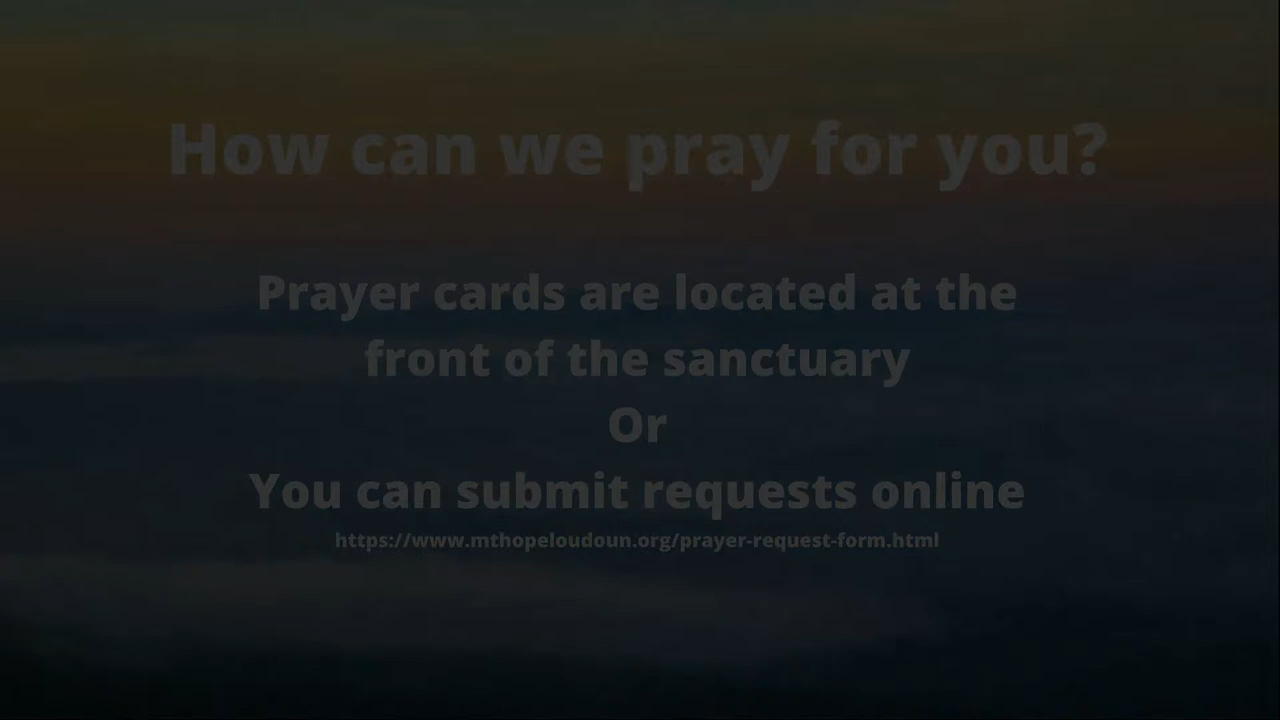 How can we pray for you?
Prayer cards are located at the
front of the sanctuary
Or
You can submit requests online
https://www.mthopeloudoun.org/prayer-request-form.html